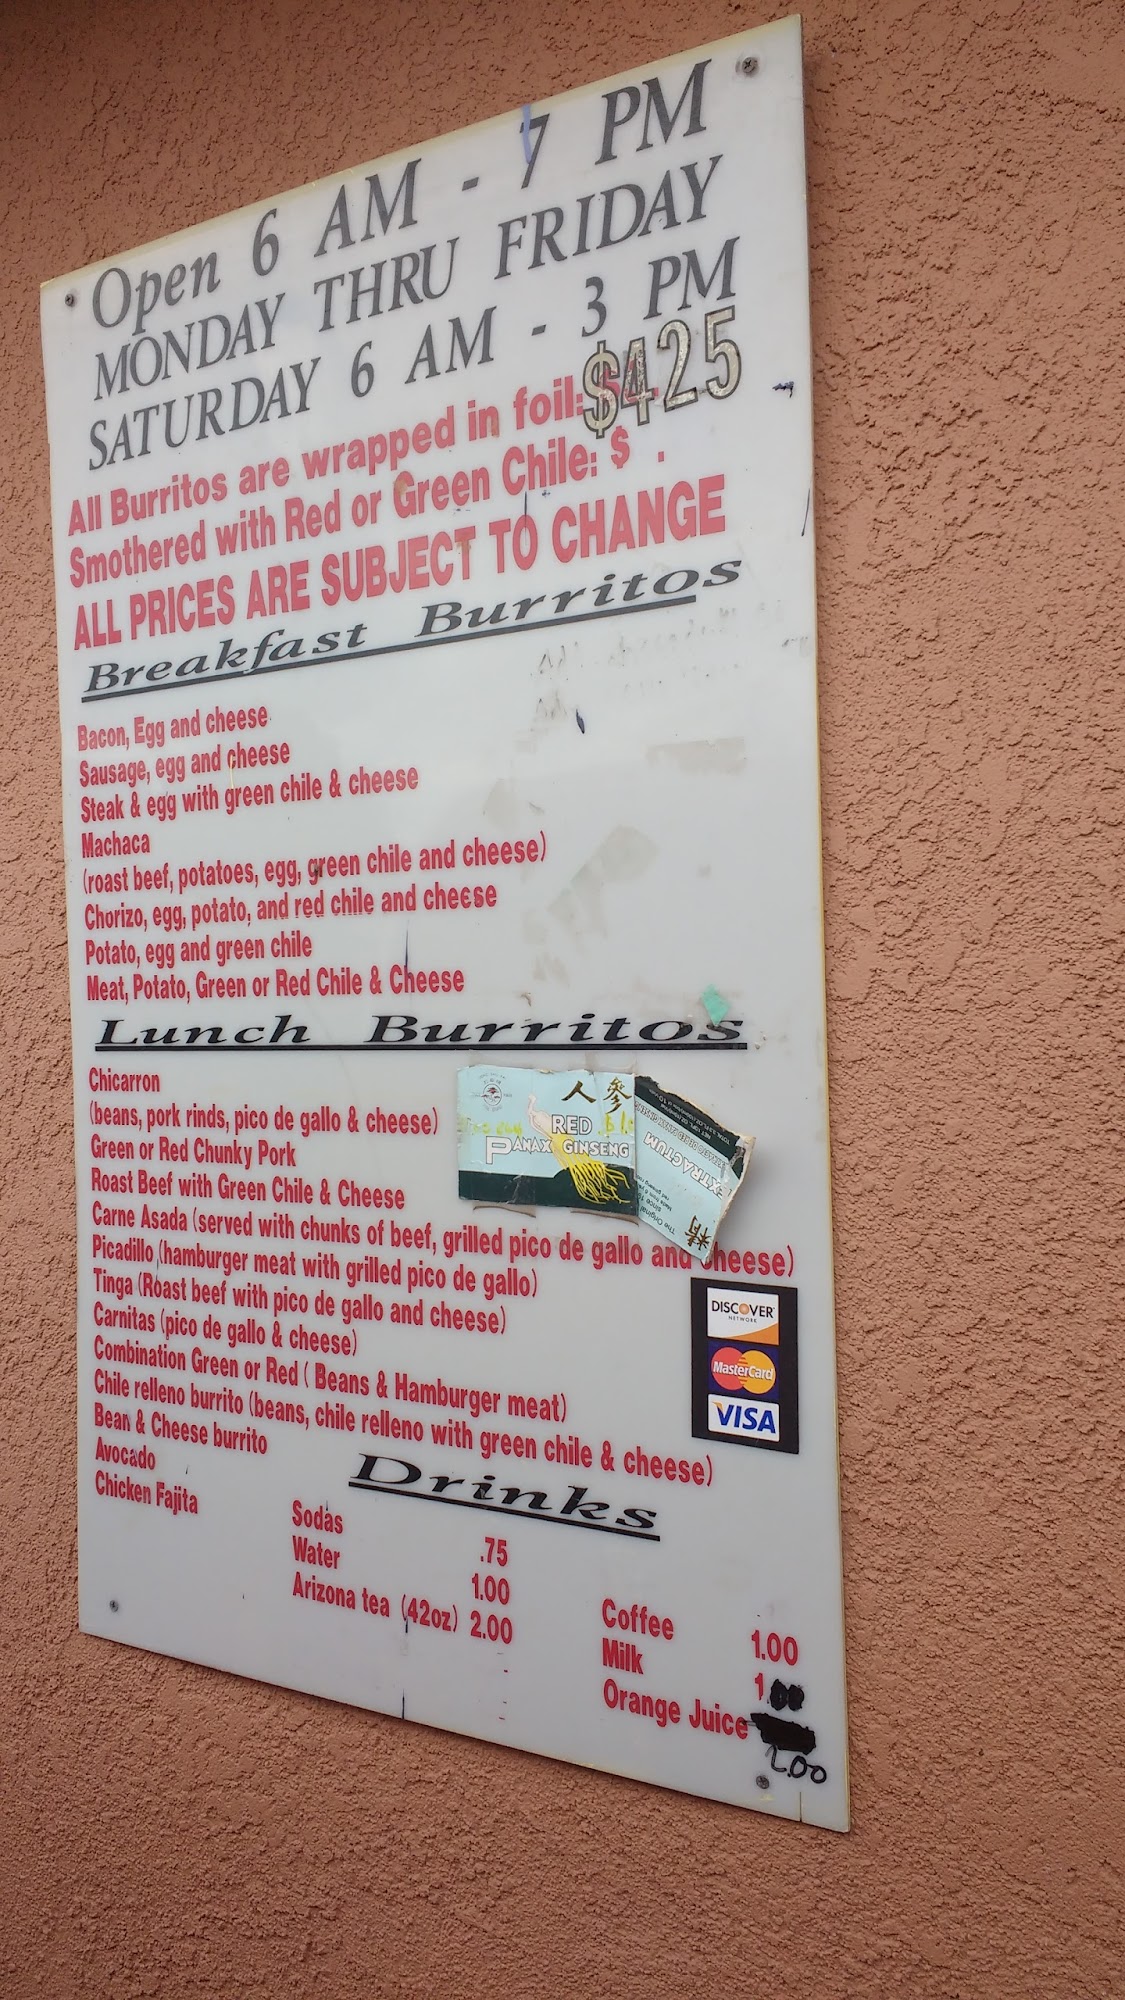 Open 6 AM - 7 PM
MONDAY THRU FRIDAY
SATURDAY 6 AM - 3 PM
All Burritos are wrapped in foil: $425
Smothered with Red or Green Chile: $ .
ALL PRICES ARE SUBJECT TO CHANGE
Breakfast Burritos
Bacon, Egg and cheese
Sausage, egg and cheese
Steak & egg with green chile & cheese
Machaca
(roast beef, potatoes, egg, green chile and cheese)
Chorizo, egg, potato, and red chile and cheese
Potato, egg and green chile
Meat, Potato, Green or Red Chile & Cheese
Lunch Burritos
Chicarron
(beans, pork rinds, pico de gallo & cheese)
Green or Red Chunky Pork
Roast Beef with Green Chile & Cheese
Carne Asada (served with chunks of beef, grilled pico de gallo and cheese)
Picadillo (hamburger meat with grilled pico de gallo)
Tinga (Roast beef with pico de gallo and cheese)
Carnitas (pico de gallo & cheese)
Combination Green or Red ( Beans & Hamburger meat)
Chile relleno burrito (beans, chile relleno with green chile & cheese)
Bean & Cheese burrito
Avocado
Chicken Fajita
人參
RED
PANAX GINSENG
EXTRACTUM
The Original
精
DISCOVER
NETWORK
MasterCard
VISA
Drinks
Sodas .75
Water 1.00
Arizona tea (42oz) 2.00
Coffee 1.00
Milk 1.00
Orange Juice
2.00